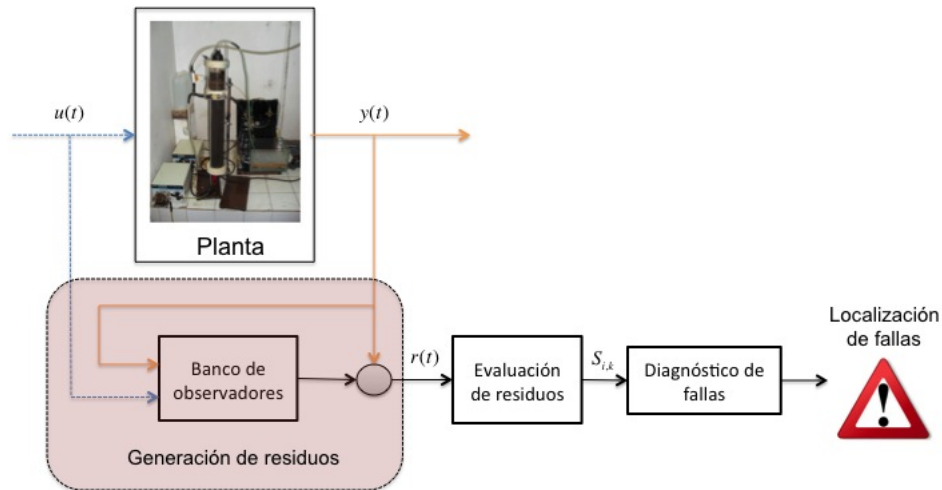 u(t)
y(t)
Planta
Localización
de fallas
Banco de
observadores
r(t)
Evaluación
de residuos
S_{i,k}
Diagnóstico de
fallas
Generación de residuos